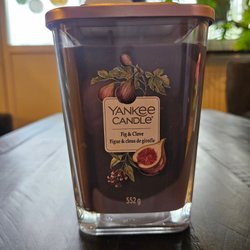 YANKEE
CANDLE
Fig & Clove
Figue & clous de girofle
552 g